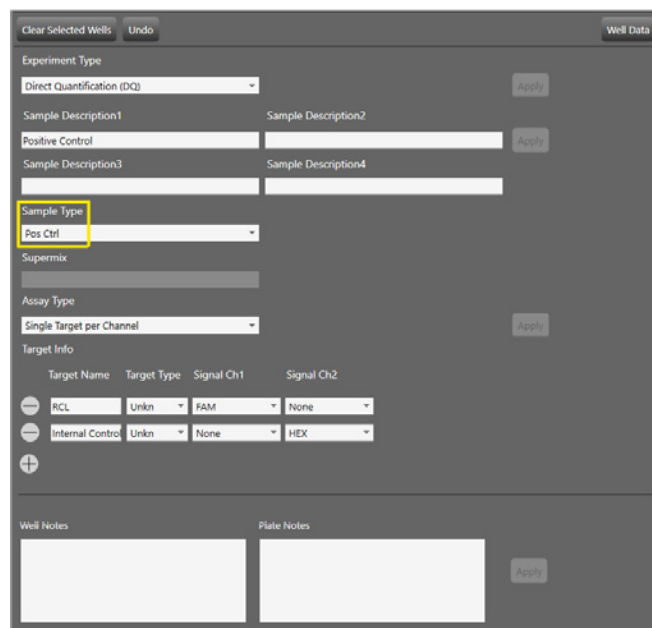 Clear Selected Wells Undo Well Data
Experiment Type
Direct Quantification (DQ) Apply
Sample Description1 Sample Description2
Positive Control Apply
Sample Description3 Sample Description4
Sample Type
Pos Ctrl
Supermix
Assay Type
Single Target per Channel Apply
Target Info
Target Name Target Type Signal Ch1 Signal Ch2
RCL Unkn FAM None
Internal Control Unkn None HEX
Well Notes Plate Notes
Apply